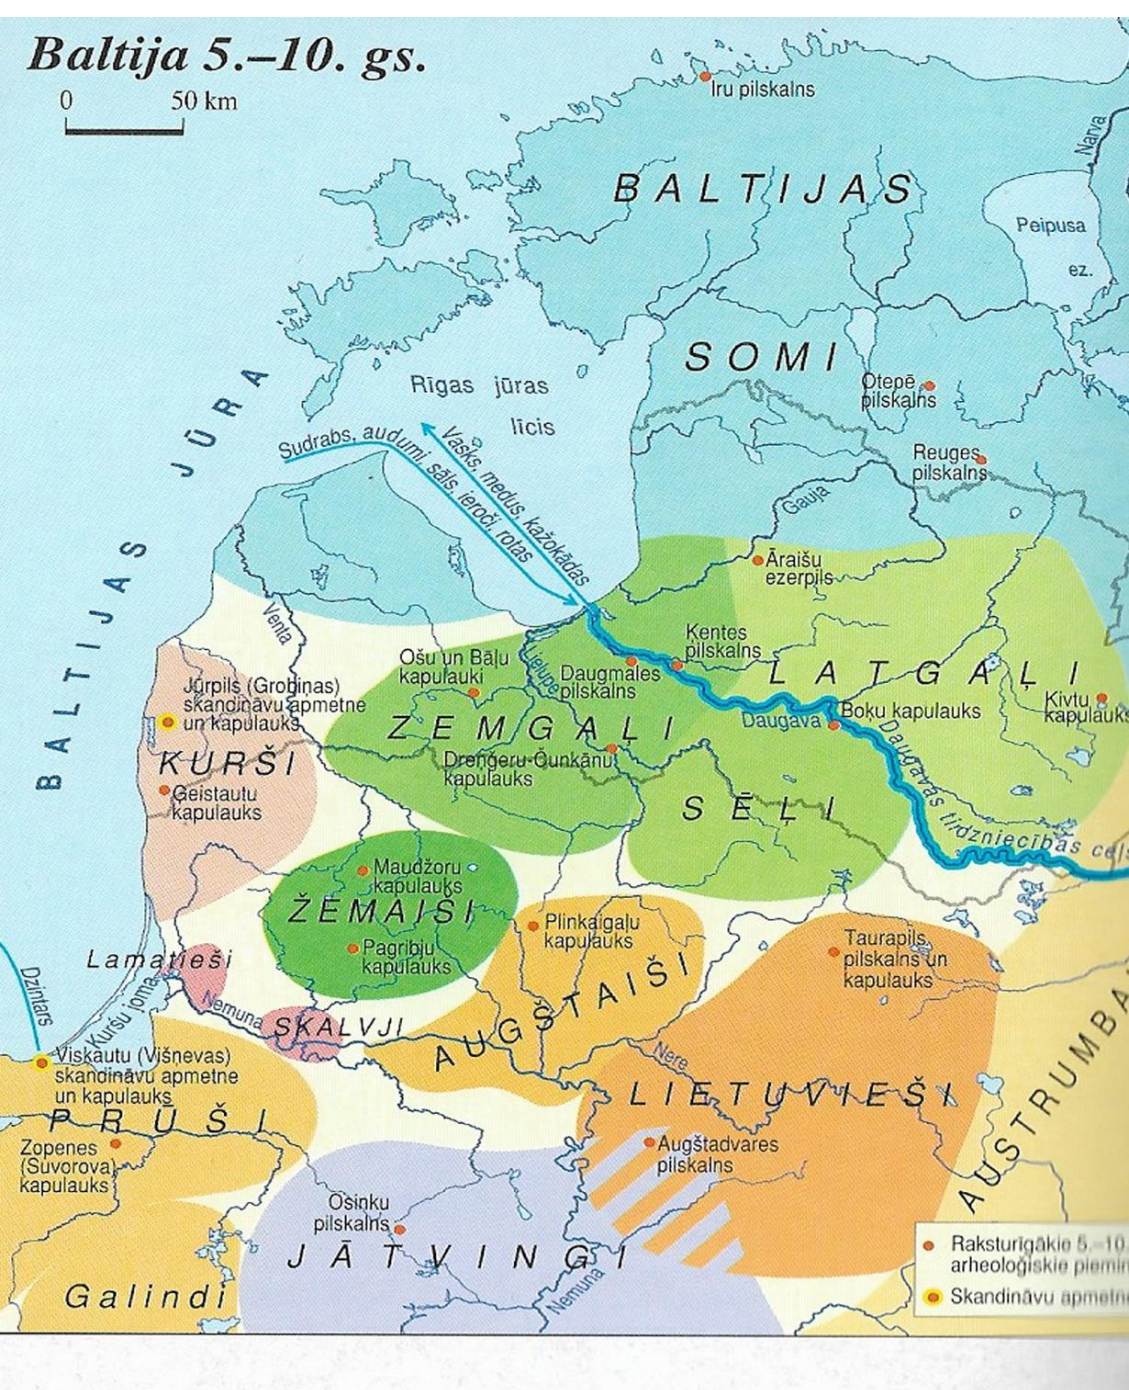 Baltija 5.–10. gs.
0 50 km
Iru pilskalns
Narva
BALTIJAS
Peipusa
ez.
SOMI
Otepē
pilskalns
Rīgas jūras
līcis
BALTIJAS JŪRA
Sudrabs, audumi, sāls, ieroči, rotas
Vasks, medus, kažokādas
Reuges
pilskalns
Gauja
Āraišu
ezerpils
Venta
Kentes
pilskalns
Ošu un Bāļu
kapulauki
Lielupe
Daugmales
pilskalns
LATGAĻI
Kivtu
kapulauks
Jūrpils (Grobiņas)
skandināvu apmetne
un kapulauks
ZEMGAĻI
Daugava
Boķu kapulauks
KURŠI
Dreņģeru-Čunkānu
kapulauks
Daugavas tirdzniecības ceļš
Ģeistautu
kapulauks
SĒĻI
Maudžoru
kapulauks
ŽEMAIŠI
Plinkaigaļu
kapulauks
Pagribju
kapulauks
Taurapils
pilskalns un
kapulauks
Lamatieši
AUGŠTAIŠI
Dzintars
Kuršu joma
Nemuna
SKALVJI
AUSTRUMBA
Viskautu (Višnevas)
skandināvu apmetne
un kapulauks
Nere
LIETUVIEŠI
PRŪŠI
Zopenes
(Suvorova)
kapulauks
Augštadvares
pilskalns
Osinku
pilskalns
JĀTVINGI
Nemuna
Galindi
Raksturīgākie 5.–10.
arheoloģiskie piemin
Skandināvu apmetne